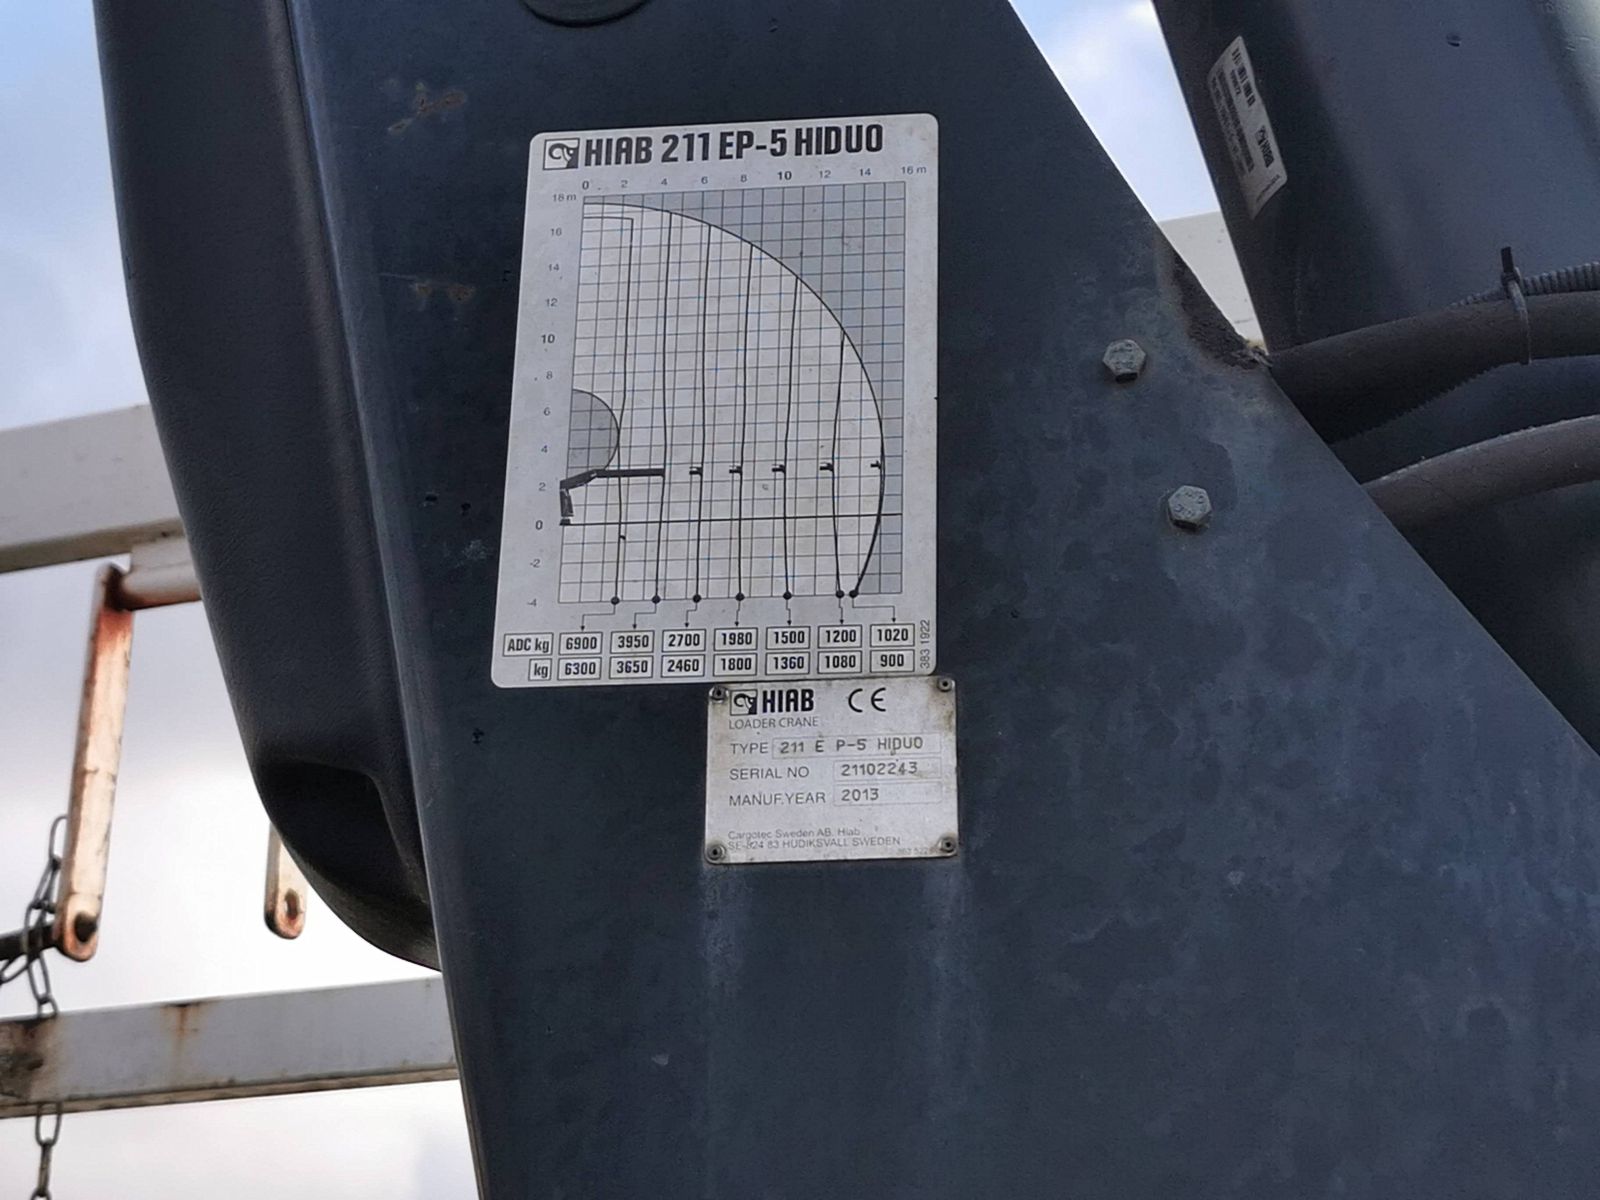 HIAB 211 EP-5 HIDUO
0 2 4 6 8 10 12 14 16 m
18 m
16
14
12
10
8
6
4
2
0
-2
-4
ADC kg 6900 3950 2700 1980 1500 1200 1020
kg 6300 3650 2460 1800 1360 1080 900
383 1922
HIAB CE
LOADER CRANE
TYPE 211 E P-5 HIDUO
SERIAL NO 21102243
MANUF.YEAR 2013
Cargotec Sweden AB, Hiab
SE-824 83 HUDIKSVALL SWEDEN
HIAB